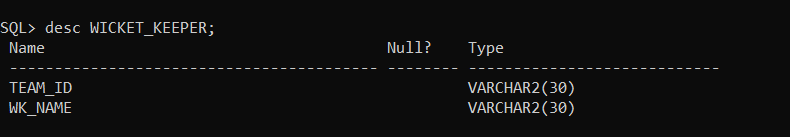 SQL> desc WICKET_KEEPER;
 Name                                      Null?    Type
 ----------------------------------------- -------- ----------------------------
 TEAM_ID                                            VARCHAR2(30)
 WK_NAME                                            VARCHAR2(30)